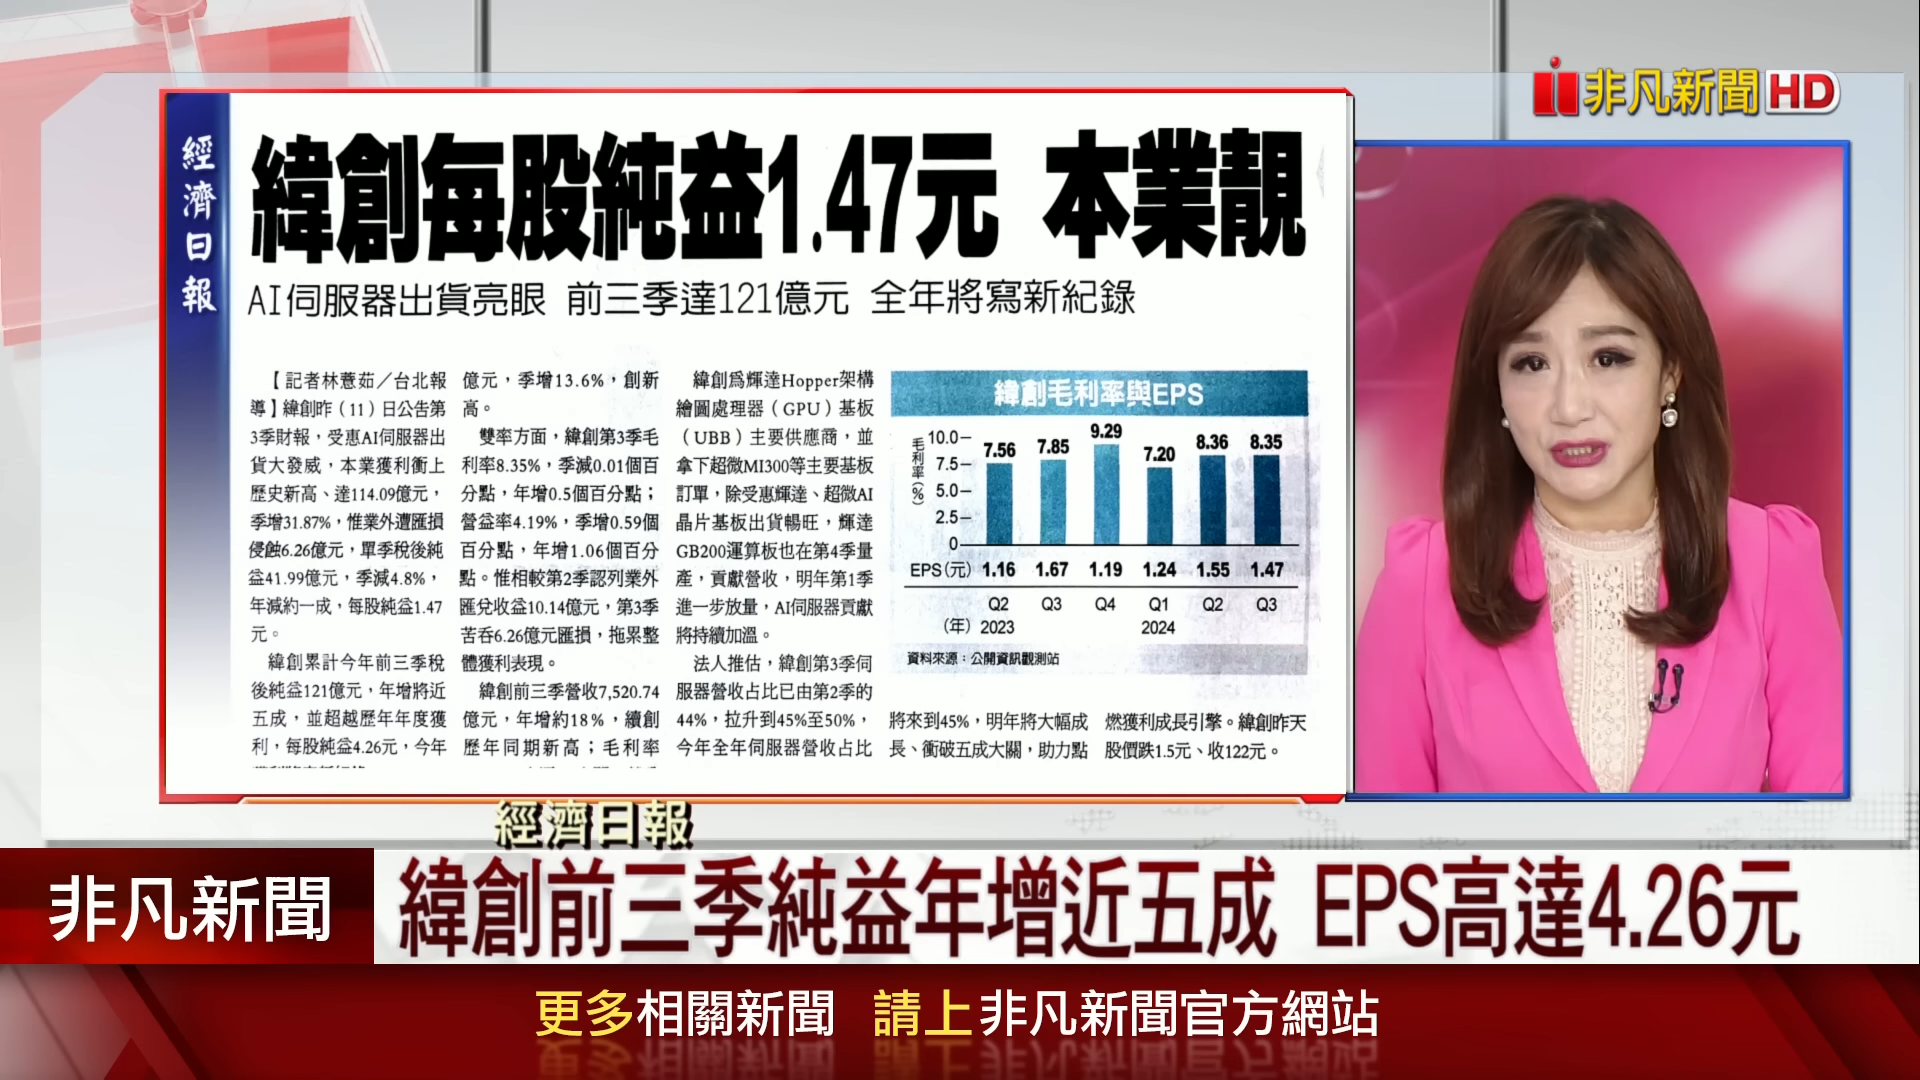 非凡新聞HD
經濟日報
緯創每股純益1.47元 本業靚
AI伺服器出貨亮眼 前三季達121億元 全年將寫新紀錄
【記者林薏茹／台北報
導】緯創昨（11）日公告第
3季財報，受惠AI伺服器出
貨大發威，本業獲利衝上
歷史新高、達114.09億元，
季增31.87%，惟業外遭匯損
侵蝕6.26億元，單季稅後純
益41.99億元，季減4.8%，
年減約一成，每股純益1.47
元。
緯創累計今年前三季稅
後純益121億元，年增將近
五成，並超越歷年年度獲
利，每股純益4.26元，今年
億元，季增13.6%，創新
高。
雙率方面，緯創第3季毛
利率8.35%，季減0.01個百
分點，年增0.5個百分點；
營益率4.19%，季增0.59個
百分點，年增1.06個百分
點。惟相較第2季認列業外
匯兌收益10.14億元，第3季
苦吞6.26億元匯損，拖累整
體獲利表現。
緯創前三季營收7,520.74
億元，年增約18%，續創
歷年同期新高；毛利率
緯創為輝達Hopper架構
繪圖處理器（GPU）基板
（UBB）主要供應商，並
拿下超微MI300等主要基板
訂單，除受惠輝達、超微AI
晶片基板出貨暢旺，輝達
GB200運算板也在第4季量
產，貢獻營收，明年第1季
進一步放量，AI伺服器貢獻
將持續加溫。
法人推估，緯創第3季伺
服器營收占比已由第2季的
44%，拉升到45%至50%，
今年全年伺服器營收占比
將來到45%，明年將大幅成
長、衝破五成大關，助力點
燃獲利成長引擎。緯創昨天
股價跌1.5元、收122元。
緯創毛利率與EPS
毛利率(%)
10.0
7.5
5.0
2.5
0
7.56 7.85 9.29 7.20 8.36 8.35
EPS(元) 1.16 1.67 1.19 1.24 1.55 1.47
Q2 Q3 Q4 Q1 Q2 Q3
(年) 2023 2024
資料來源：公開資訊觀測站
經濟日報
非凡新聞
緯創前三季純益年增近五成 EPS高達4.26元
更多相關新聞 請上非凡新聞官方網站